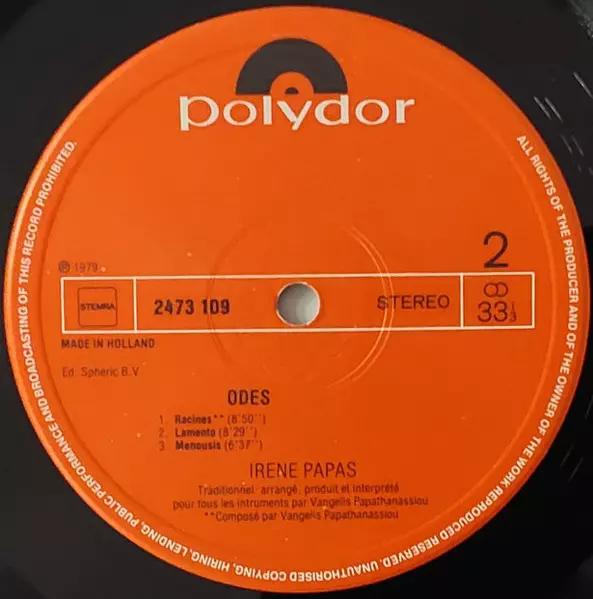 polydor
ALL RIGHTS OF THE PRODUCER AND OF THE OWNER OF THE WORK REPRODUCED RESERVED. UNAUTHORISED COPYING, HIRING, LENDING, PUBLIC PERFORMANCE AND BROADCASTING OF THIS RECORD PROHIBITED.
2
℗ 1979
STEMRA
2473 109
STEREO
33 1/3
MADE IN HOLLAND
Ed. Spheric B.V
ODES
1. Racines** (8'50'')
2. Lamento (8'29'')
3. Menousis (6'37'')
IRENE PAPAS
Traditionnel, arrangé, produit et interprété
pour tous les intruments par Vangelis Papathanassiou
**Composé par Vangelis Papathanassiou